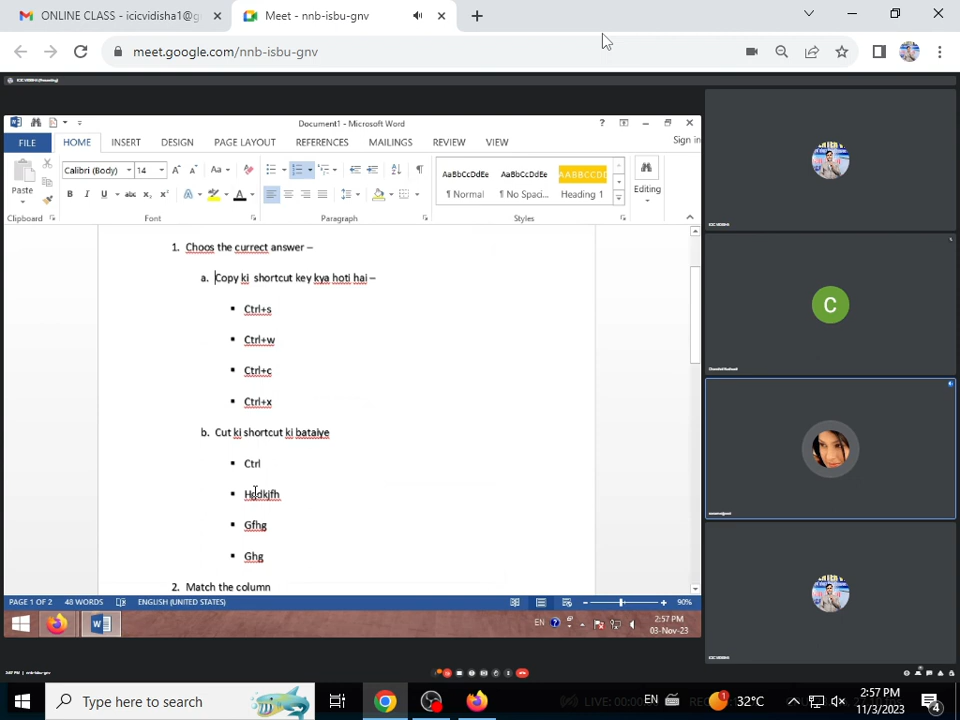 ONLINE CLASS - icicvidisha1@g
Meet - nnb-isbu-gnv
meet.google.com/nnb-isbu-gnv
Document1 - Microsoft Word
Sign in
FILE HOME INSERT DESIGN PAGE LAYOUT REFERENCES MAILINGS REVIEW VIEW
Calibri (Body) 14
AaBbCcDdEe AaBbCcDdEe AABBCCDD
Paste
¶ Normal ¶ No Spaci... Heading 1
Editing
Clipboard Font Paragraph Styles
1. Choos the currect answer –
a. Copy ki shortcut key kya hoti hai –
Ctrl+s
Ctrl+w
Ctrl+c
Ctrl+x
b. Cut ki shortcut ki bataiye
Ctrl
Gfhg
Ghg
2. Match the column
C
PAGE 1 OF 2 48 WORDS ENGLISH (UNITED STATES) 90%
EN
2:57 PM
03-Nov-23
Type here to search
1 32°C
EN
2:57 PM
11/3/2023
4